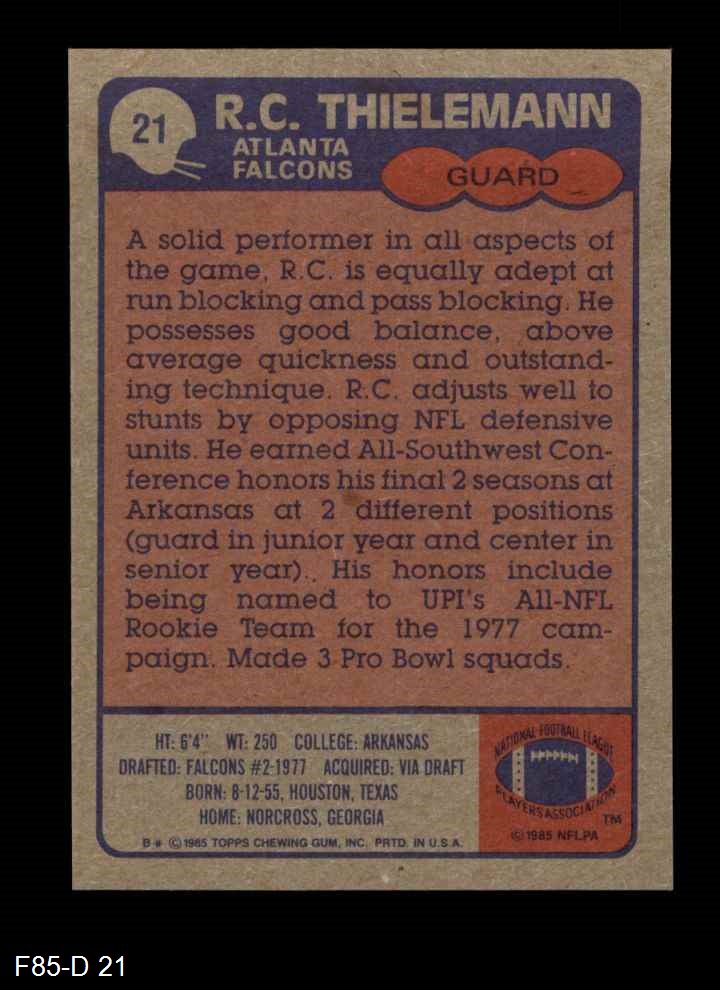 21
R.C. THIELEMANN
ATLANTA
FALCONS
GUARD
A solid performer in all aspects of
the game, R.C. is equally adept at
run blocking and pass blocking. He
possesses good balance, above
average quickness and outstand-
ing technique. R.C. adjusts well to
stunts by opposing NFL defensive
units. He earned All-Southwest Con-
ference honors his final 2 seasons at
Arkansas at 2 different positions
(guard in junior year and center in
senior year). His honors include
being named to UPI's All-NFL
Rookie Team for the 1977 cam-
paign. Made 3 Pro Bowl squads.
HT: 6'4" WT: 250 COLLEGE: ARKANSAS
DRAFTED: FALCONS #2-1977 ACQUIRED: VIA DRAFT
BORN: 8-12-55, HOUSTON, TEXAS
HOME: NORCROSS, GEORGIA
B # © 1985 TOPPS CHEWING GUM, INC. PRTD. IN U.S.A.
NATIONAL FOOTBALL LEAGUE
PLAYERS ASSOCIATION
TM
© 1985 NFLPA
F85-D 21